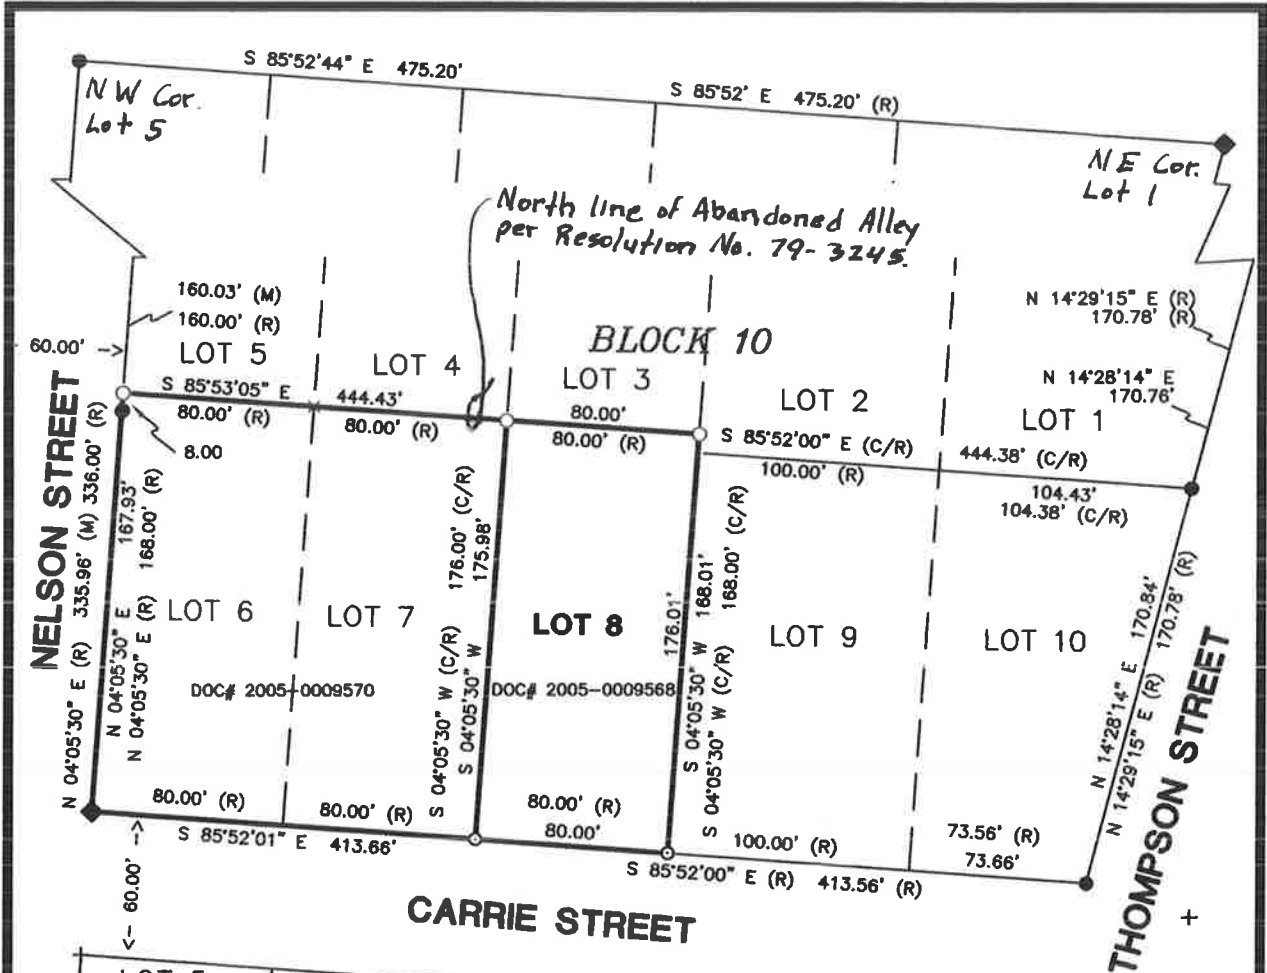 S 85°52'44" E 475.20'
S 85°52' E 475.20' (R)
NW Cor.
Lot 5
NE Cor.
Lot 1
North line of Abandoned Alley
per Resolution No. 79-3245.
160.03' (M)
160.00' (R)
N 14°29'15" E (R)
170.78' (R)
60.00'
LOT 5
BLOCK 10
LOT 4
LOT 3
N 14°28'14" E
170.76'
S 85°53'05" E
444.43'
80.00'
LOT 2
LOT 1
80.00' (R)
80.00' (R)
80.00' (R)
S 85°52'00" E (C/R)
444.38' (C/R)
8.00
100.00' (R)
104.43'
104.38' (C/R)
NELSON STREET
N 04°05'30" E (R) 335.96' (M) 336.00' (R)
N 04°05'30" E 167.93'
N 04°05'30" E (R) 168.00' (R)
LOT 6
LOT 7
S 04°05'30" W (C/R) 176.00' (C/R)
S 04°05'30" W 175.98'
LOT 8
176.01'
S 04°05'30" W 168.01'
S 04°05'30" W (C/R) 168.00' (C/R)
LOT 9
LOT 10
N 14°28'14" E 170.84'
N 14°29'15" E (R) 170.78' (R)
THOMPSON STREET
DOC# 2005-0009570
DOC# 2005-0009568
80.00' (R)
80.00' (R)
80.00' (R)
80.00'
S 85°52'01" E 413.66'
100.00' (R)
73.56' (R)
73.66'
S 85°52'00" E (R) 413.56' (R)
60.00'
CARRIE STREET